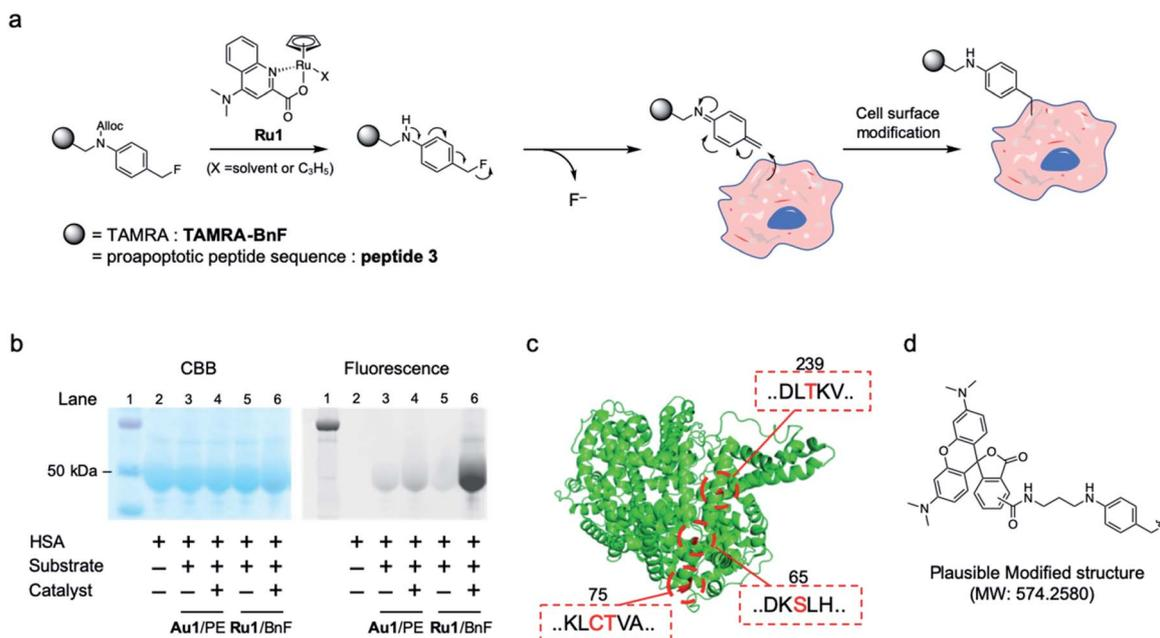 a
Ru
N
X
N
O
O
Ru1
(X =solvent or C₃H₅)
Alloc
N
F
H
N
F
F⁻
N
Cell surface
modification
H
N
= TAMRA : TAMRA-BnF
= proapoptotic peptide sequence : peptide 3
b
CBB
Fluorescence
Lane
1 2 3 4 5 6
1 2 3 4 5 6
50 kDa –
HSA + + + + + + + + + +
Substrate – + + + + – + + + +
Catalyst – – + – + – – + – +
Au1/PE Ru1/BnF Au1/PE Ru1/BnF
c
239
..DLTKV..
65
..DKSLH..
75
..KLCTVA..
d
N
O
O
O
N
H
N
O
H
N
Plausible Modified structure
(MW: 574.2580)